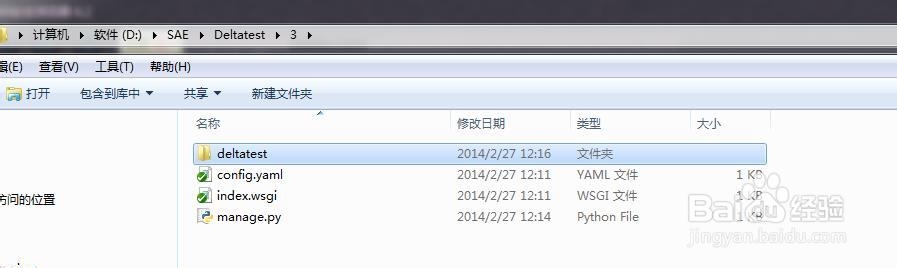 计算机 软件 (D:) SAE Deltatest 3
辑(E) 查看(V) 工具(T) 帮助(H)
打开 包含到库中 共享 新建文件夹
名称 修改日期 类型 大小
deltatest 2014/2/27 12:16 文件夹
config.yaml 2014/2/27 12:11 YAML 文件 1 KB
index.wsgi 2014/2/27 12:11 WSGI 文件 1 KB
manage.py 2014/2/27 12:14 Python File 1 KB
访问的位置
Baidu 经验
jingyan.baidu.com